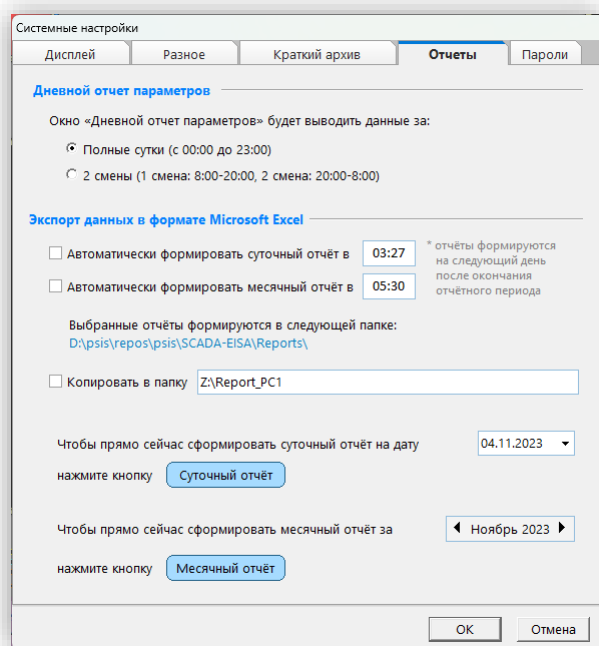 Системные настройки
Дисплей Разное Краткий архив Отчеты Пароли
Дневной отчет параметров
Окно «Дневной отчет параметров» будет выводить данные за:
Полные сутки (с 00:00 до 23:00)
2 смены (1 смена: 8:00-20:00, 2 смена: 20:00-8:00)
Экспорт данных в формате Microsoft Excel
Автоматически формировать суточный отчёт в 03:27
Автоматически формировать месячный отчёт в 05:30
* отчёты формируются
на следующий день
после окончания
отчётного периода
Выбранные отчёты формируются в следующей папке:
D:\psis\repos\psis\SCADA-EISA\Reports\
Копировать в папку Z:\Report_PC1
Чтобы прямо сейчас сформировать суточный отчёт на дату 04.11.2023
нажмите кнопку Суточный отчёт
Чтобы прямо сейчас сформировать месячный отчёт за Ноябрь 2023
нажмите кнопку Месячный отчёт
OK Отмена